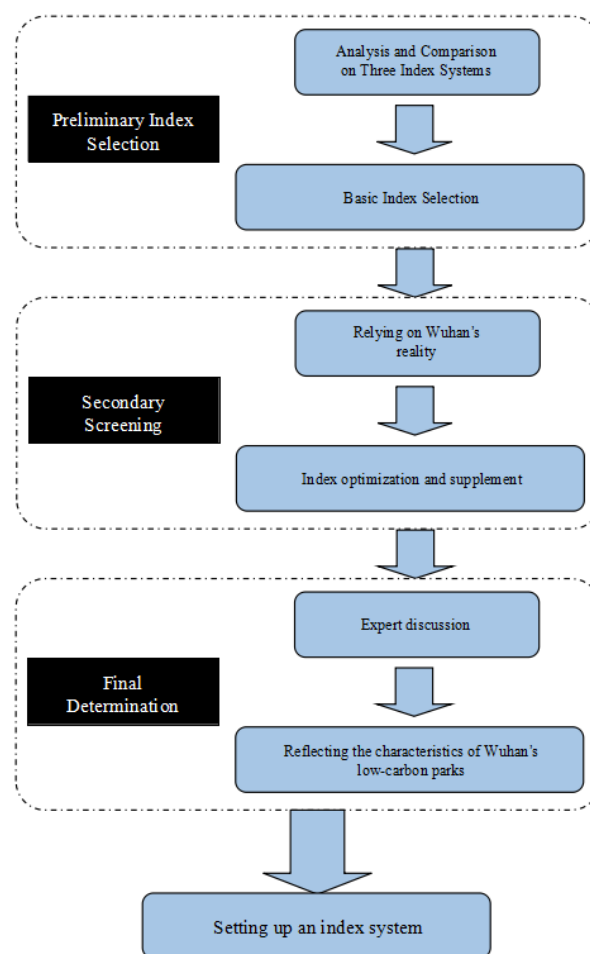 Analysis and Comparison
on Three Index Systems
Preliminary Index
Selection
Basic Index Selection
Relying on Wuhan's
reality
Secondary
Screening
Index optimization and supplement
Expert discussion
Final
Determination
Reflecting the characteristics of Wuhan's
low-carbon parks
Setting up an index system